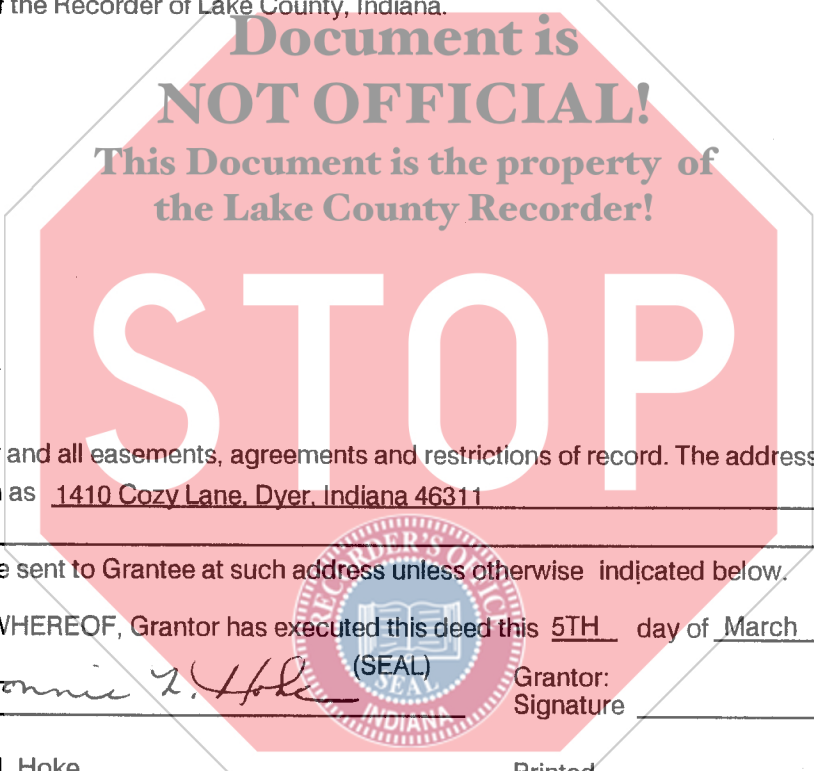 the Recorder of Lake County, Indiana.
Document is
NOT OFFICIAL!
This Document is the property of
the Lake County Recorder!
STOP
and all easements, agreements and restrictions of record. The address
as 1410 Cozy Lane, Dyer, Indiana 46311
sent to Grantee at such address unless otherwise indicated below.
WHEREOF, Grantor has executed this deed this 5TH day of March
RECORDER'S OFFICE
onnie L. Hoke (SEAL) Grantor:
SEAL
Signature
INDIANA
Hoke Printed